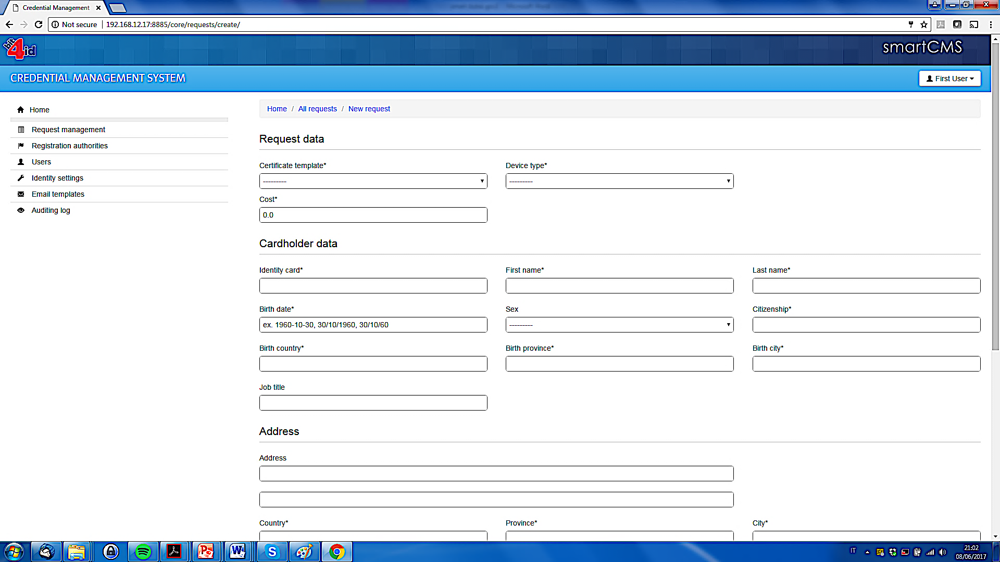 Credential Management
Not secure
192.168.12.17:8885/core/requests/create/
bit4id
smartCMS
CREDENTIAL MANAGEMENT SYSTEM
First User
Home
Request management
Registration authorities
Users
Identity settings
Email templates
Auditing log
Home / All requests / New request
Request data
Certificate template* Device type*
--------- ---------
Cost*
0.0
Cardholder data
Identity card* First name* Last name*
Birth date* Sex Citizenship*
ex. 1960-10-30, 30/10/1960, 30/10/60 ---------
Birth country* Birth province* Birth city*
Job title
Address
Address
Country* Province* City*
IT
21:02
08/06/2017